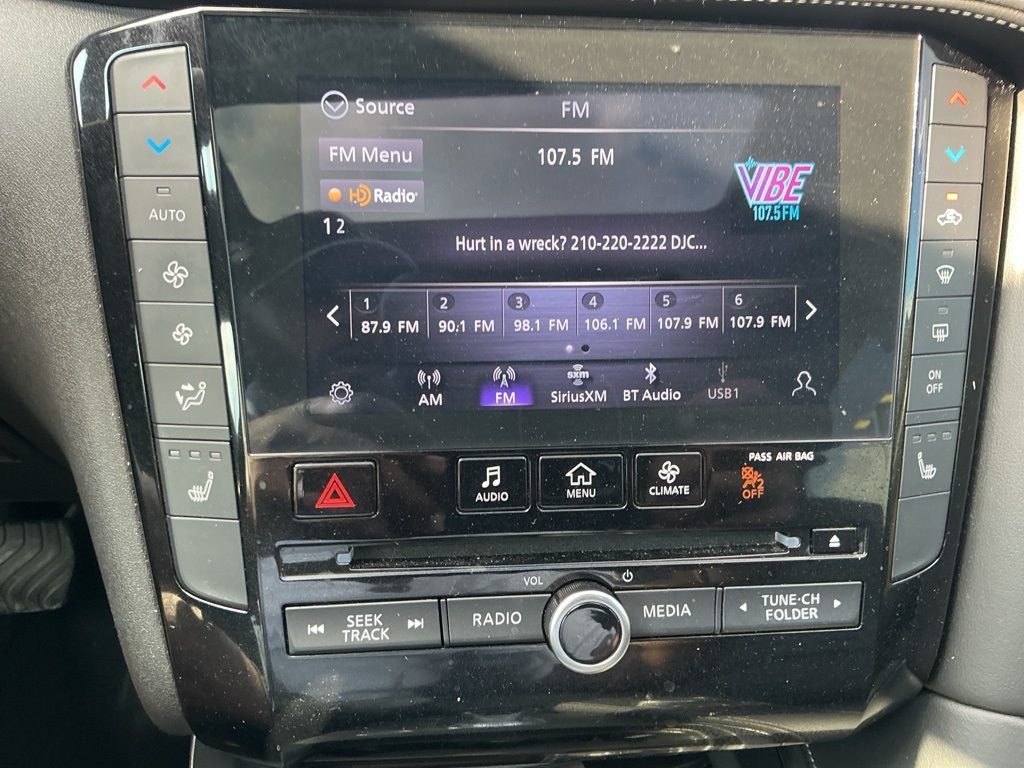 Source
FM
FM Menu
107.5 FM
HD Radio
VIBE
107.5 FM
1 2
Hurt in a wreck? 210-220-2222 DJC...
1 2 3 4 5 6
87.9 FM 90.1 FM 98.1 FM 106.1 FM 107.9 FM 107.9 FM
AM
FM
sxm
SiriusXM
BT Audio
USB1
AUTO
ON
OFF
PASS AIR BAG
2
OFF
AUDIO
MENU
CLIMATE
VOL
SEEK
TRACK
RADIO
MEDIA
TUNE·CH
FOLDER